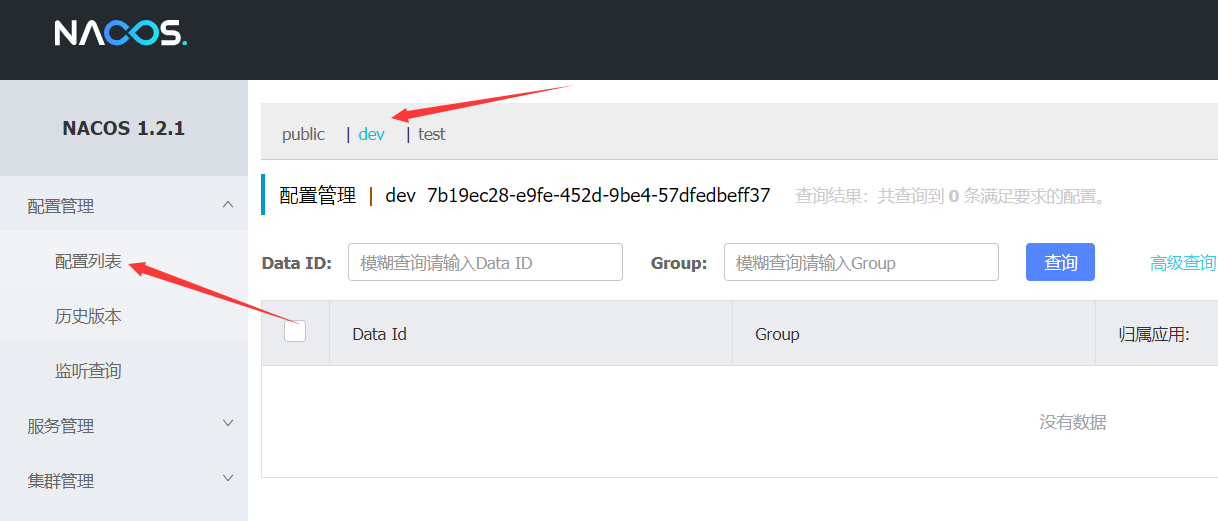 NACOS.
NACOS 1.2.1
配置管理
配置列表
历史版本
监听查询
服务管理
集群管理
public | dev | test
配置管理 | dev 7b19ec28-e9fe-452d-9be4-57dfedbeff37 查询结果：共查询到 0 条满足要求的配置。
Data ID: 模糊查询请输入Data ID Group: 模糊查询请输入Group 查询 高级查询
Data Id Group 归属应用:
没有数据